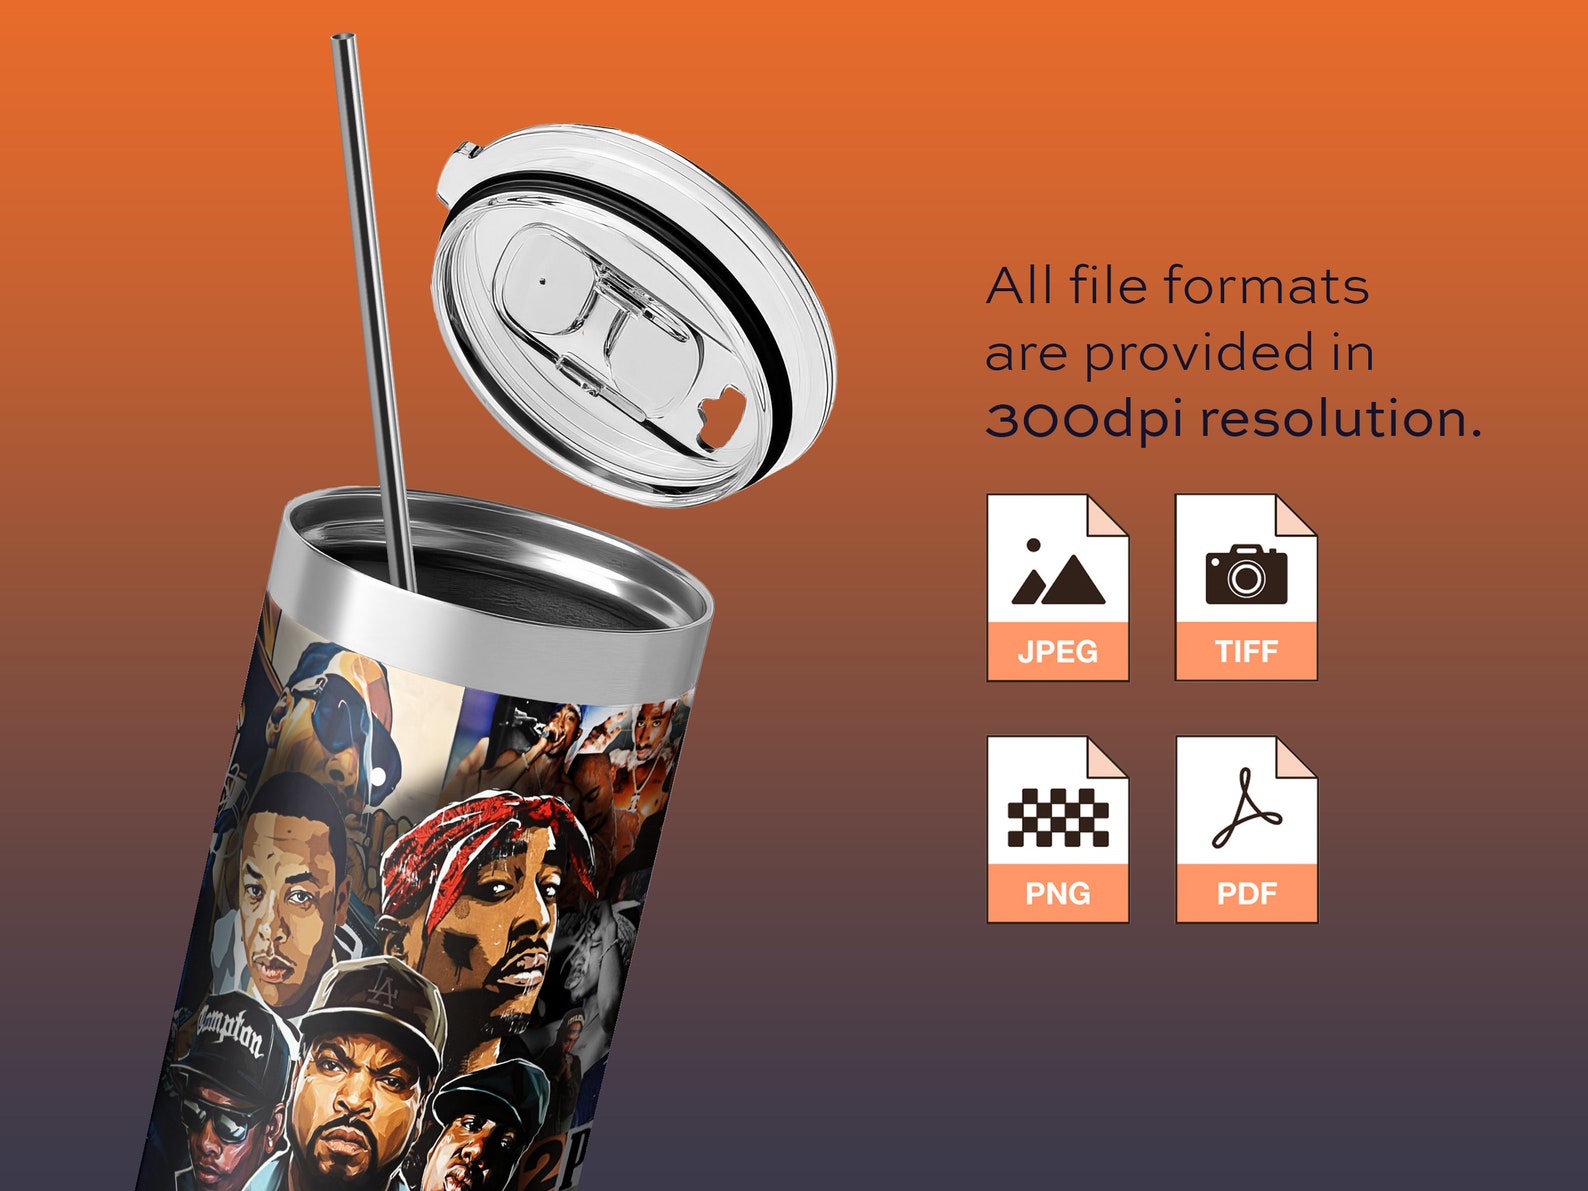 All file formats
are provided in
300dpi resolution.
JPEG
TIFF
PNG
PDF
LA
Compton
2P